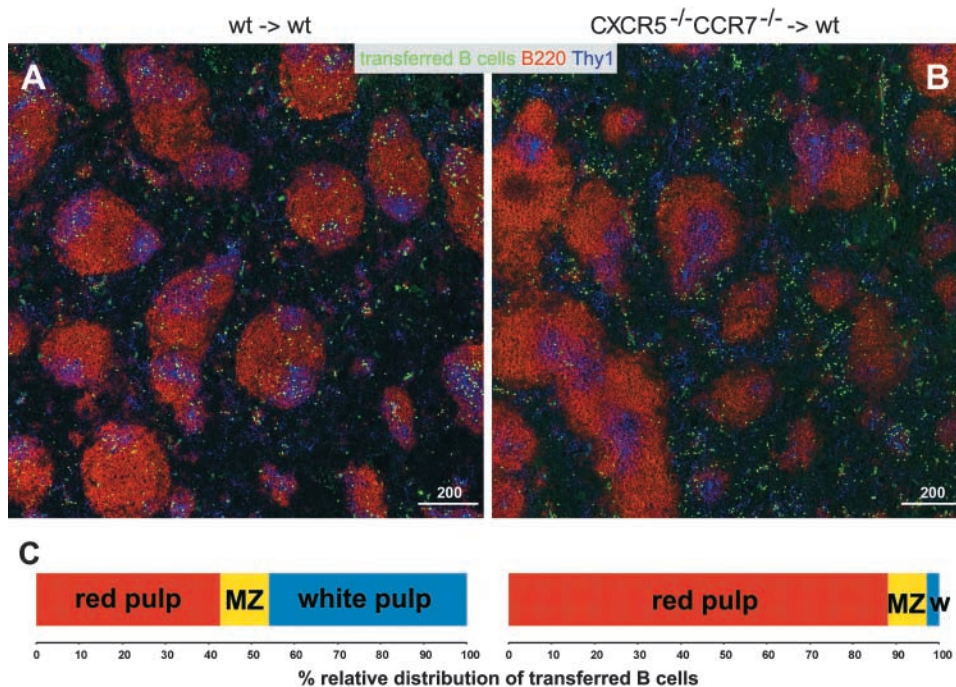 wt -> wt
CXCR5-/-CCR7-/- -> wt
transferred B cells B220 Thy1
A
B
200
200
C
red pulp MZ white pulp
red pulp MZ w
0 10 20 30 40 50 60 70 80 90 100
0 10 20 30 40 50 60 70 80 90 100
% relative distribution of transferred B cells